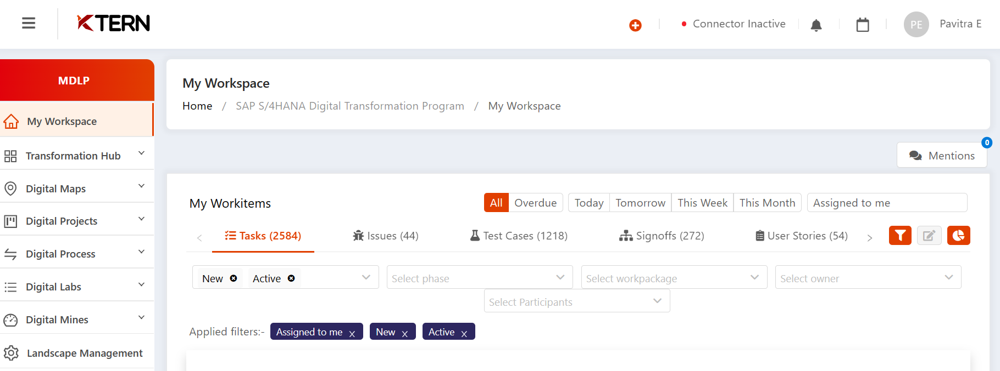 KTERN
Connector Inactive
PE
Pavitra E
MDLP
My Workspace
Transformation Hub
Digital Maps
Digital Projects
Digital Process
Digital Labs
Digital Mines
Landscape Management
My Workspace
Home / SAP S/4HANA Digital Transformation Program / My Workspace
0
Mentions
My Workitems
All Overdue Today Tomorrow This Week This Month Assigned to me
Tasks (2584) Issues (44) Test Cases (1218) Signoffs (272) User Stories (54)
New Active Select phase Select workpackage Select owner
Select Participants
Applied filters:- Assigned to me x New x Active x